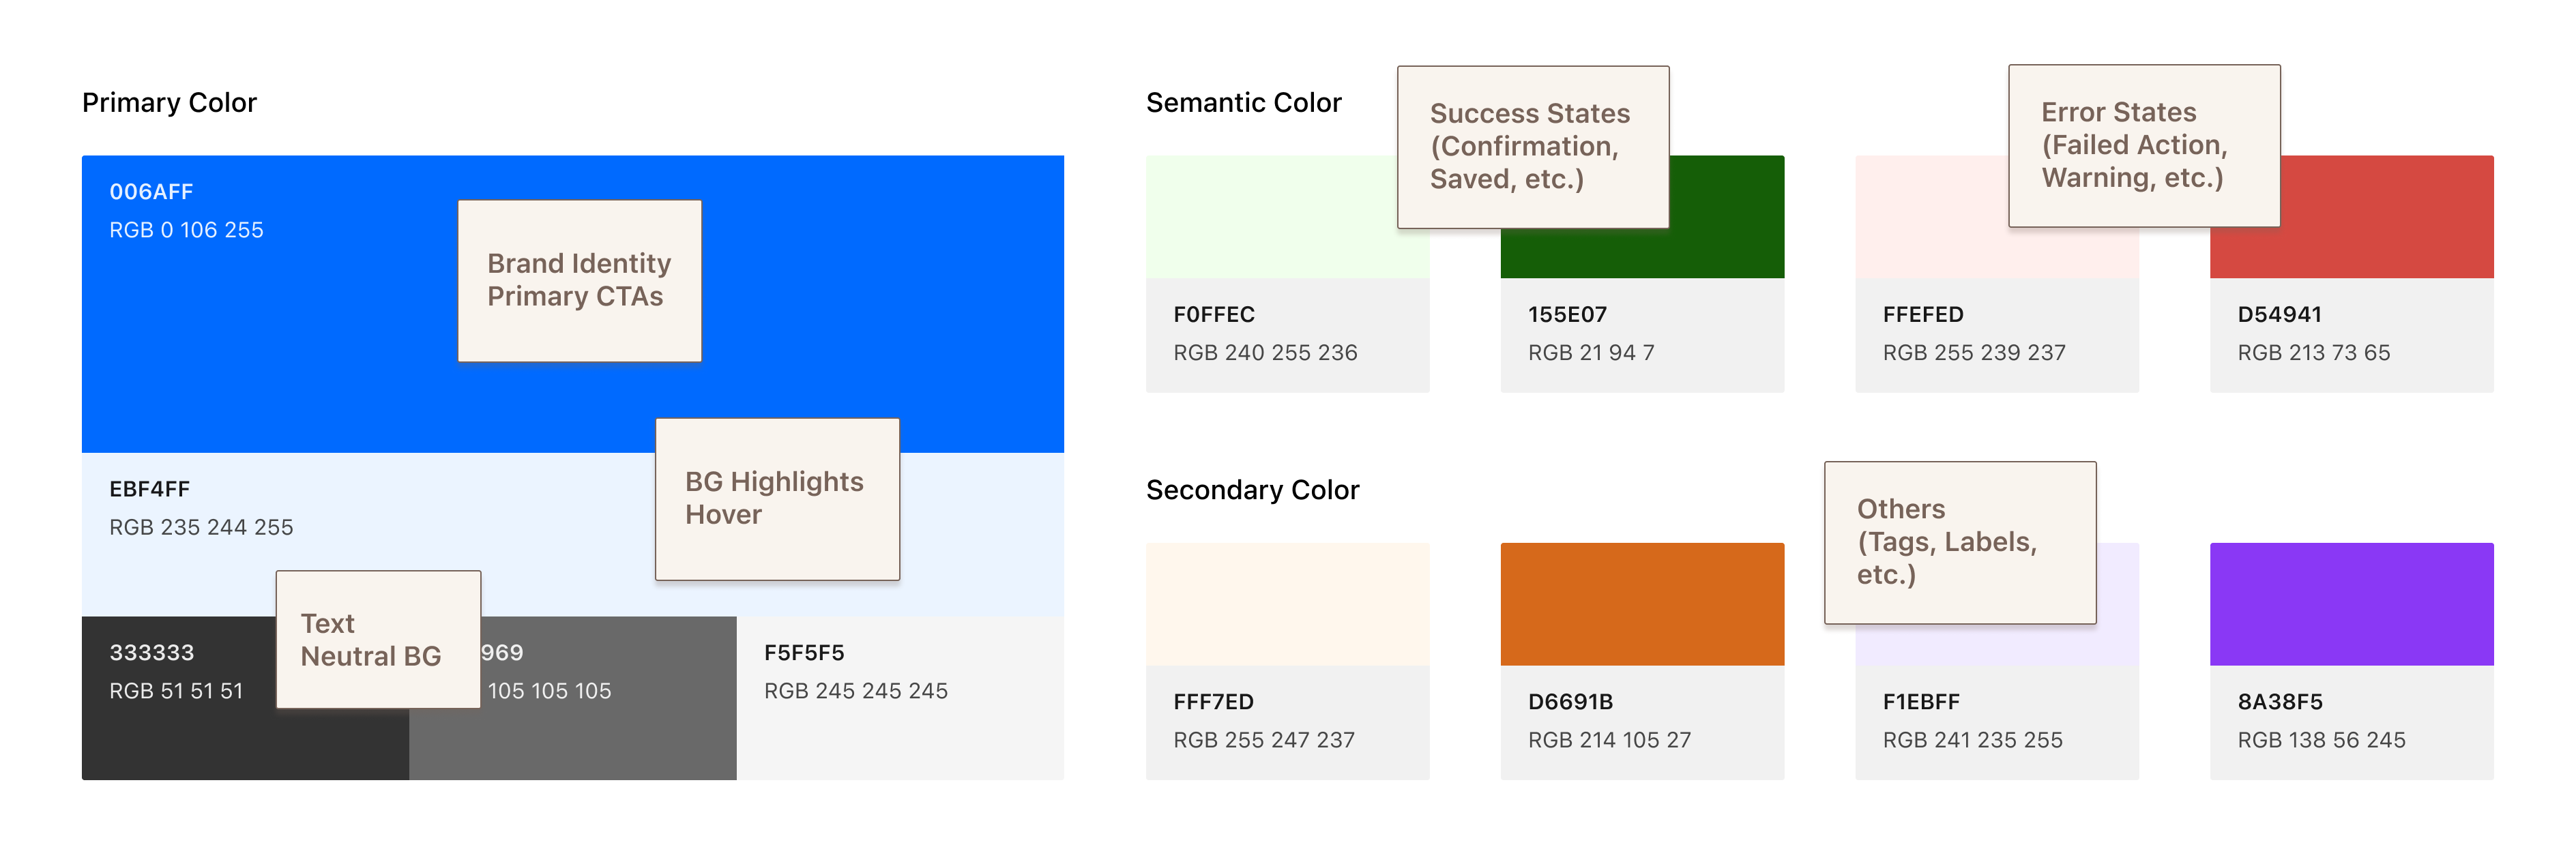 Primary Color
006AFF
RGB 0 106 255
Brand Identity
Primary CTAs
EBF4FF
RGB 235 244 255
BG Highlights
Hover
333333
RGB 51 51 51
Text
Neutral BG
969
105 105 105
F5F5F5
RGB 245 245 245
Semantic Color
Success States
(Confirmation,
Saved, etc.)
Error States
(Failed Action,
Warning, etc.)
F0FFEC
RGB 240 255 236
155E07
RGB 21 94 7
FFEFED
RGB 255 239 237
D54941
RGB 213 73 65
Secondary Color
Others
(Tags, Labels,
etc.)
FFF7ED
RGB 255 247 237
D6691B
RGB 214 105 27
F1EBFF
RGB 241 235 255
8A38F5
RGB 138 56 245